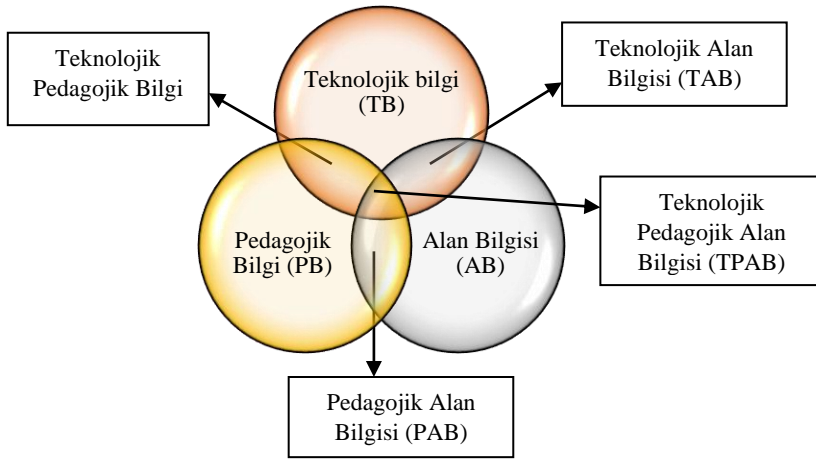 Teknolojik
Pedagojik Bilgi
Teknolojik bilgi
(TB)
Teknolojik Alan
Bilgisi (TAB)
Pedagojik
Bilgi (PB)
Alan Bilgisi
(AB)
Teknolojik
Pedagojik Alan
Bilgisi (TPAB)
Pedagojik Alan
Bilgisi (PAB)